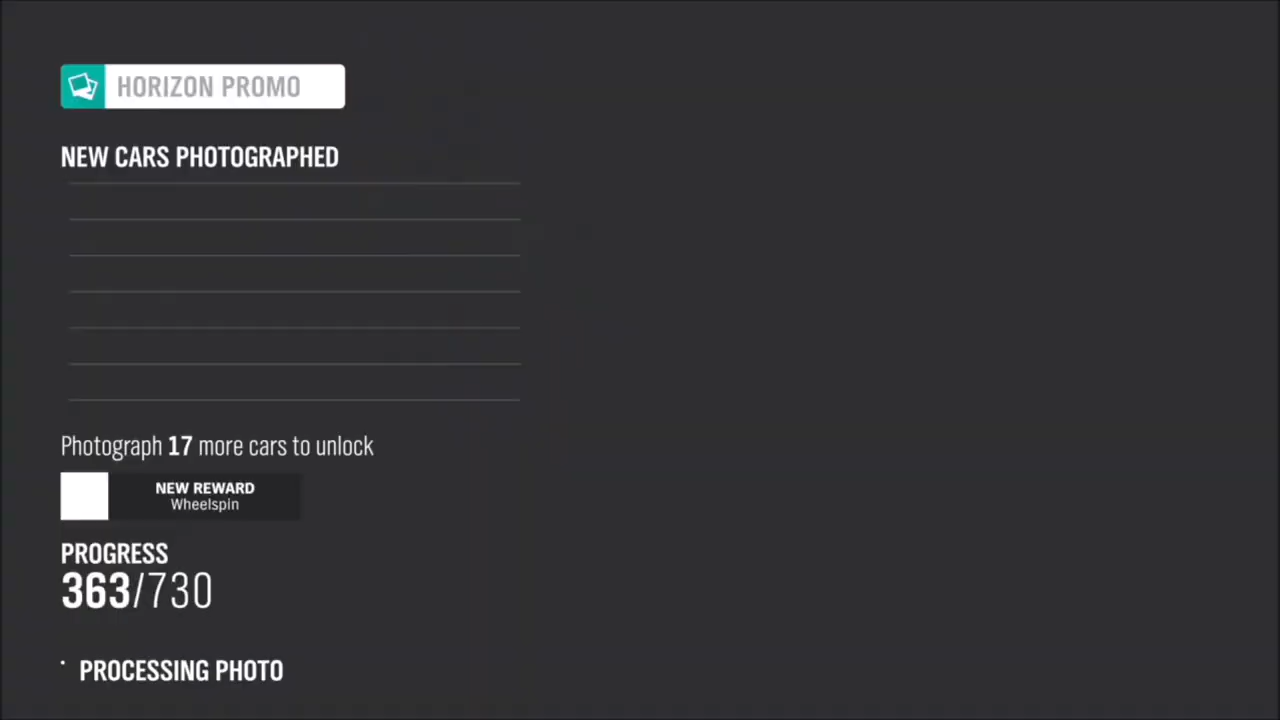 HORIZON PROMO
NEW CARS PHOTOGRAPHED
Photograph 17 more cars to unlock
NEW REWARD
Wheelspin
PROGRESS
363/730
PROCESSING PHOTO